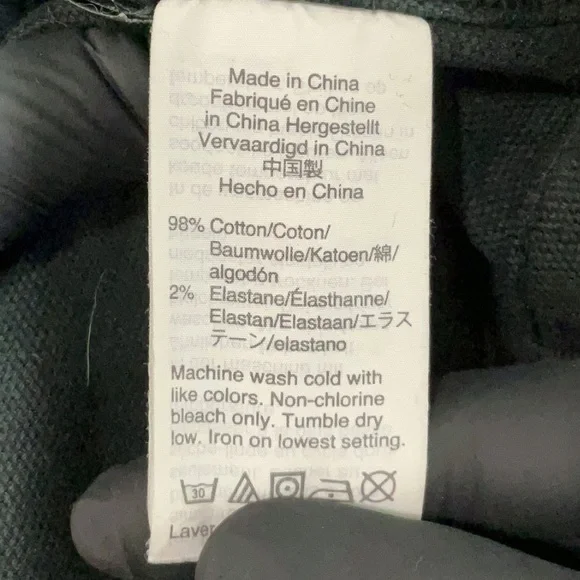 Made in China
Fabriqué en Chine
in China Hergestellt
Vervaardigd in China
中国製
Hecho en China
98% Cotton/Coton/
Baumwolle/Katoen/綿/
algodón
2% Elastane/Élasthanne/
Elastan/Elastaan/エラス
テーン/elastano
Machine wash cold with
like colors. Non-chlorine
bleach only. Tumble dry
low. Iron on lowest setting.
30